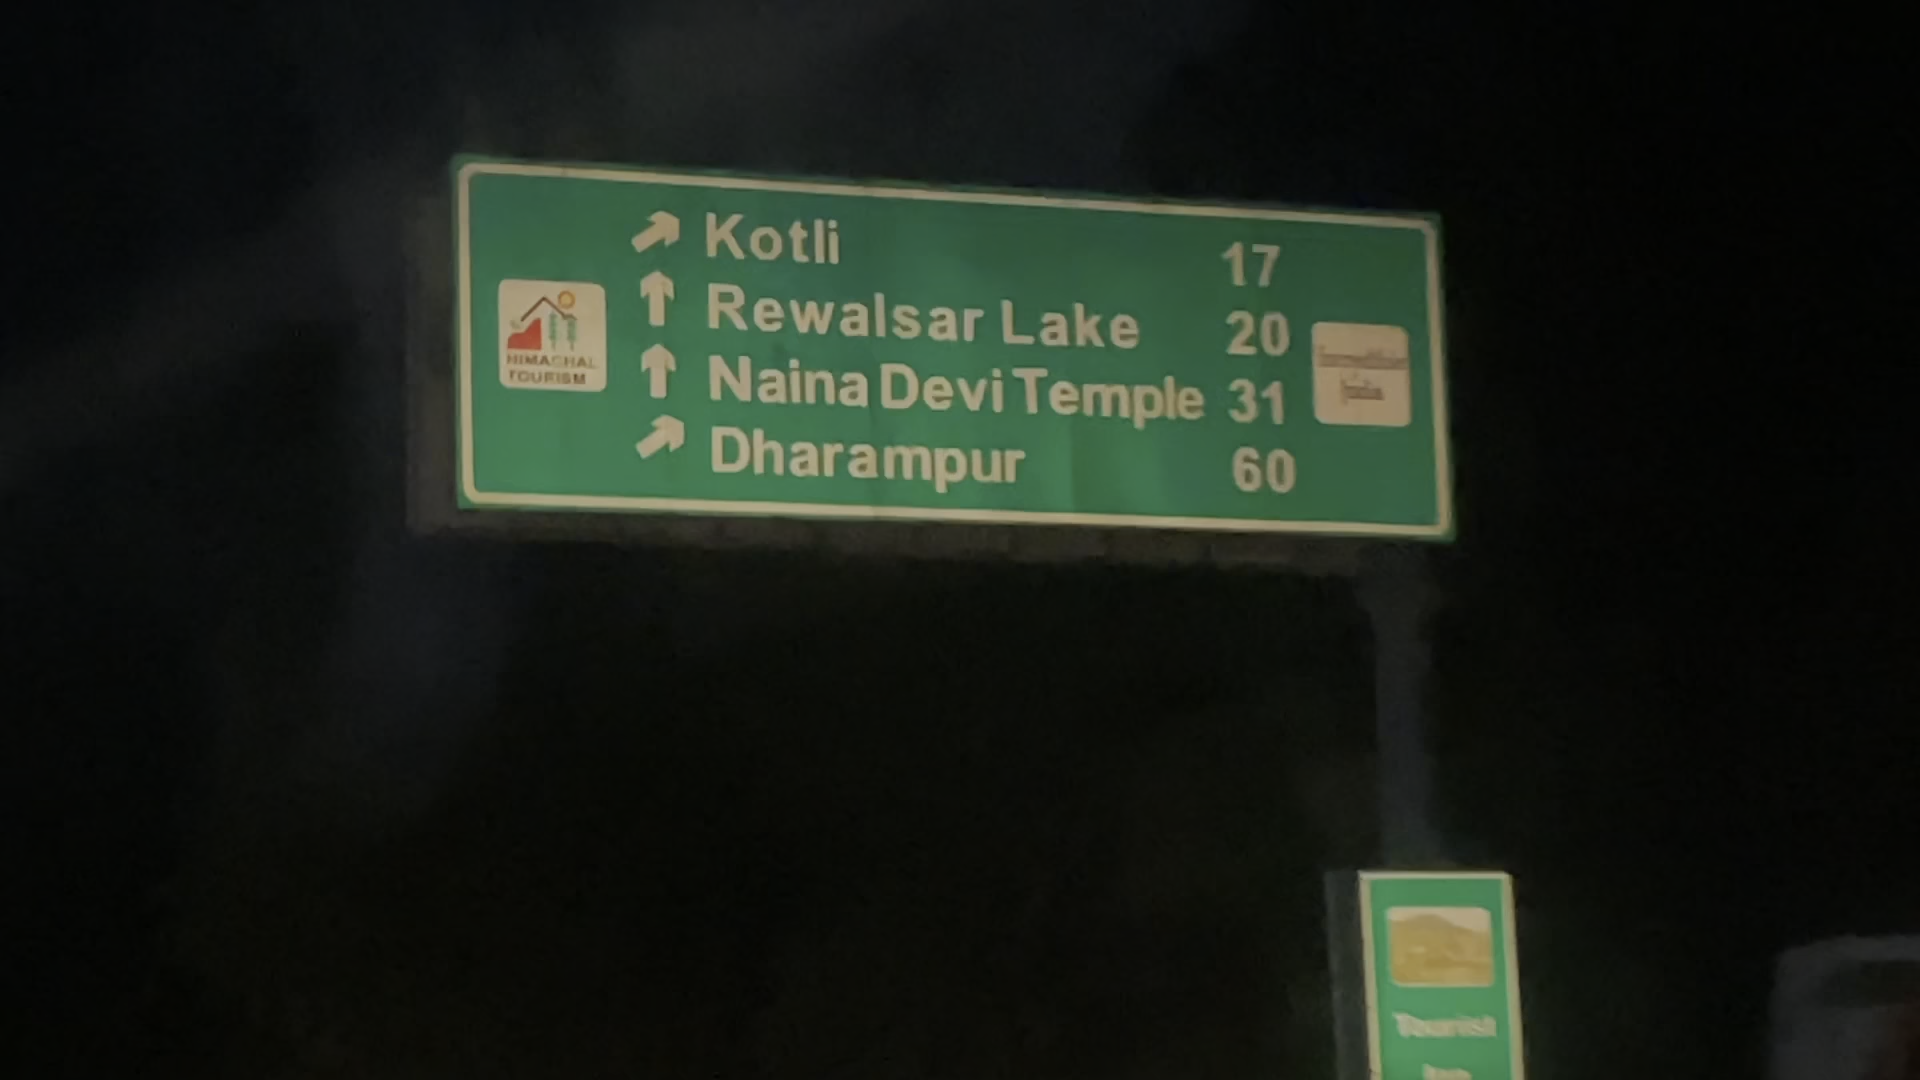 Kotli 17
Rewalsar Lake 20
Naina Devi Temple 31
Dharampur 60
HIMACHAL
TOURISM
Tourist